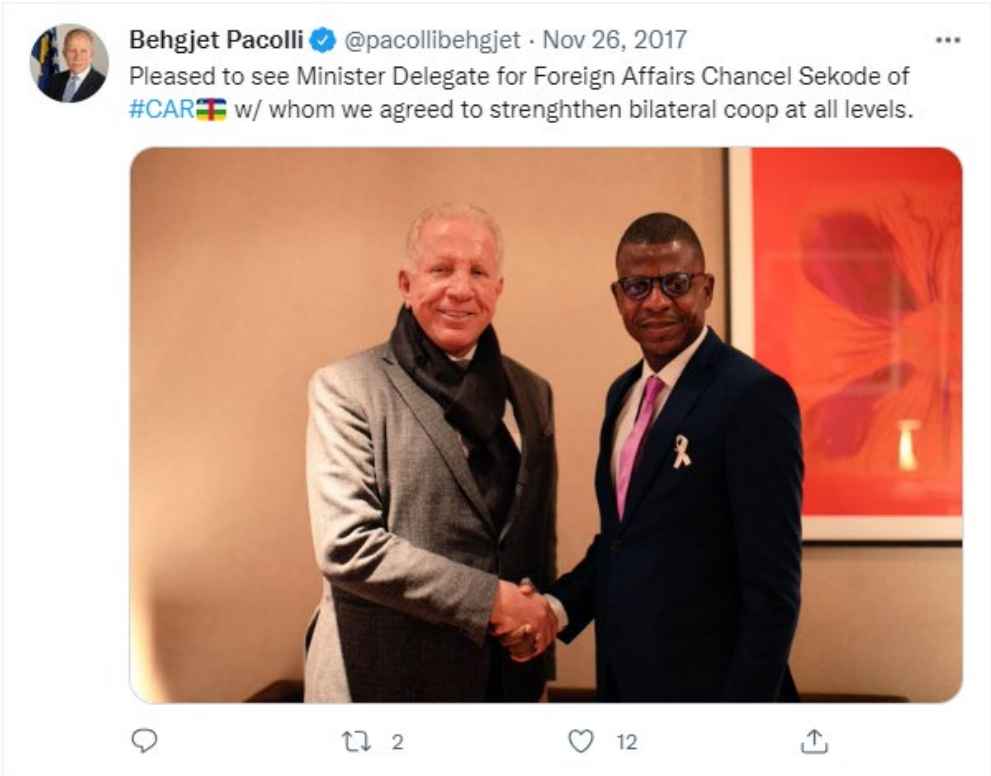 Behgjet Pacolli @pacollibehgjet · Nov 26, 2017
Pleased to see Minister Delegate for Foreign Affairs Chancel Sekode of
#CAR🇨🇫 w/ whom we agreed to strenghthen bilateral coop at all levels.
2 12